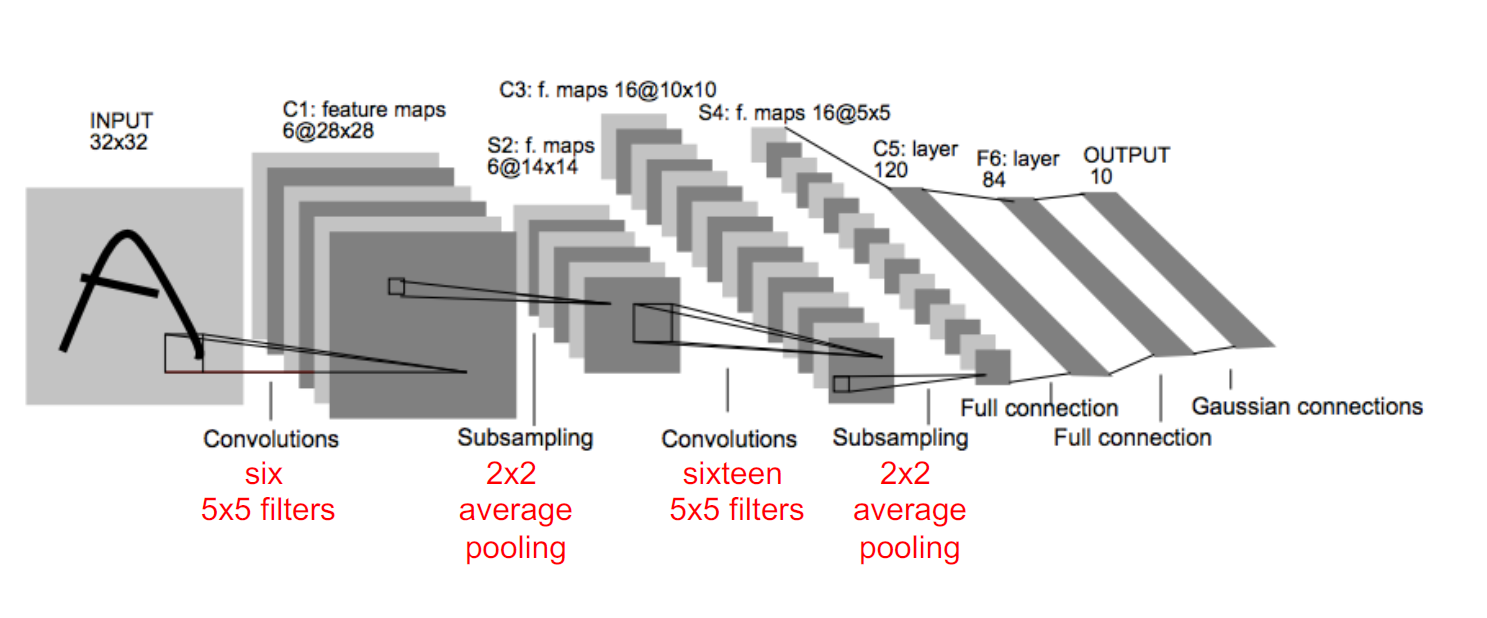 INPUT
32x32
C1: feature maps
6@28x28
S2: f. maps
6@14x14
C3: f. maps 16@10x10
S4: f. maps 16@5x5
C5: layer
120
F6: layer
84
OUTPUT
10
Convolutions
six
5x5 filters
Subsampling
2x2
average
pooling
Convolutions
sixteen
5x5 filters
Subsampling
2x2
average
pooling
Full connection
Full connection
Gaussian connections